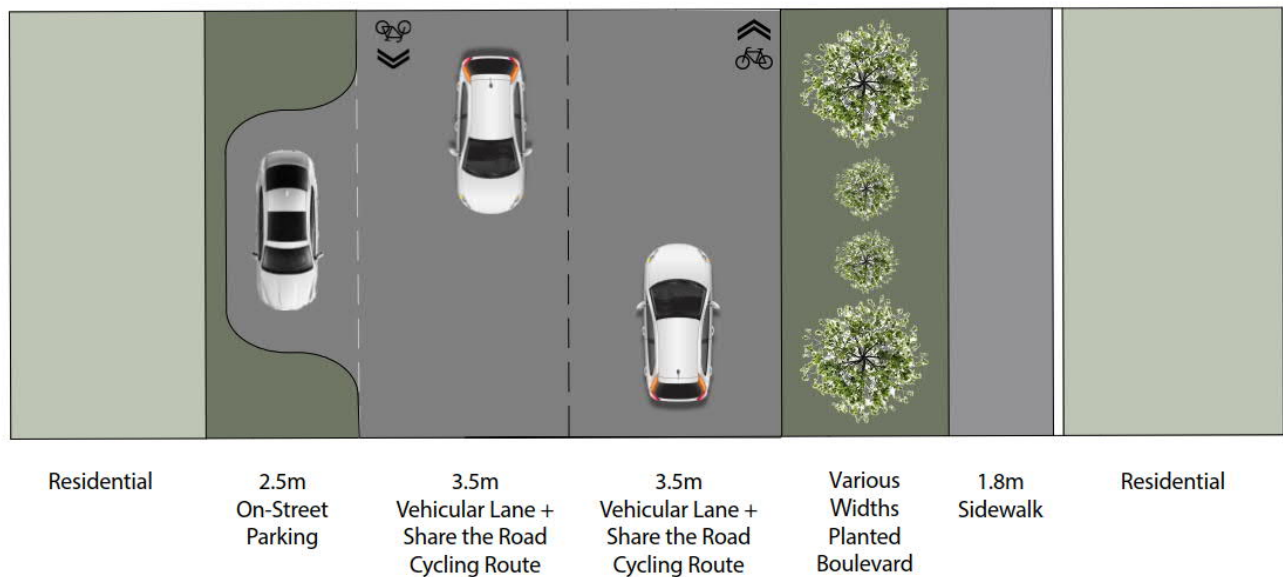 Residential
2.5m
On-Street
Parking
3.5m
Vehicular Lane +
Share the Road
Cycling Route
3.5m
Vehicular Lane +
Share the Road
Cycling Route
Various
Widths
Planted
Boulevard
1.8m
Sidewalk
Residential